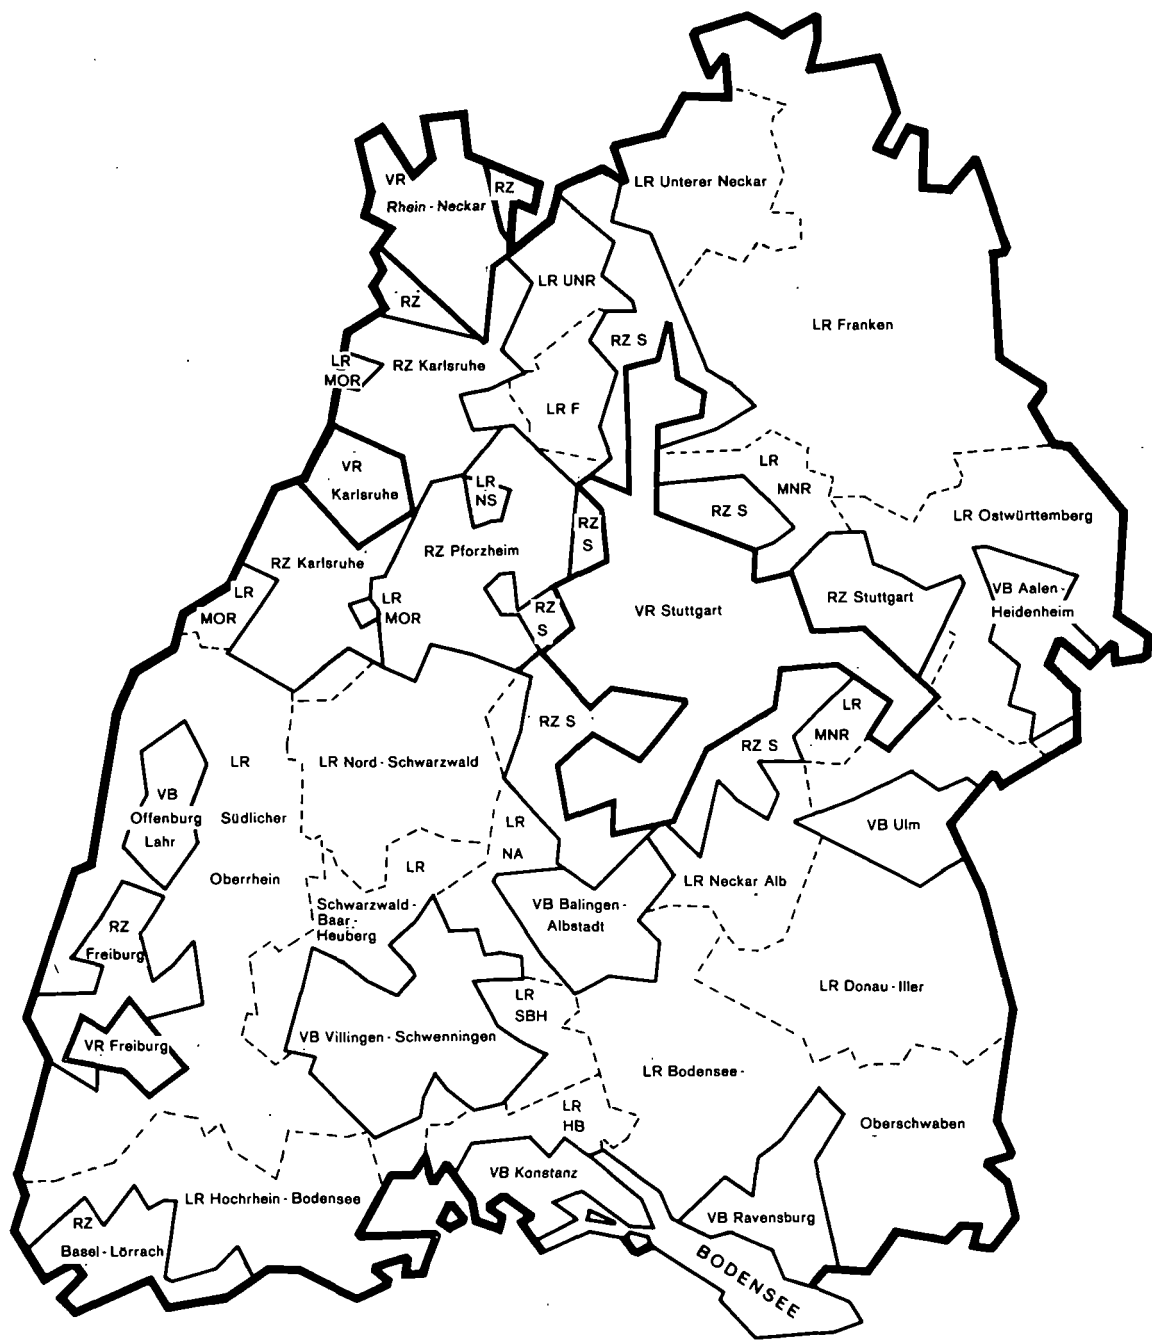 LR Unterer Neckar
VR
Rhein - Neckar
RZ
LR UNR
RZ
LR Franken
RZ S
LR
MOR
RZ Karlsruhe
LR F
LR
MNR
VR
Karlsruhe
LR
NS
RZ S
LR Ostwürttemberg
RZ
S
RZ Pforzheim
RZ Karlsruhe
LR
MOR
LR
MOR
RZ
S
VR Stuttgart
RZ Stuttgart
VB Aalen -
Heidenheim
RZ S
LR
MNR
RZ S
LR
Südlicher
Oberrhein
LR Nord - Schwarzwald
VB
Offenburg
Lahr
LR
NA
VB Ulm
LR
Schwarzwald -
Baar -
Heuberg
LR Neckar Alb
VB Balingen -
Albstadt
RZ
Freiburg
LR Donau - Iller
LR
SBH
VR Freiburg
VB Villingen - Schwenningen
LR Bodensee -
Oberschwaben
LR
HB
VB Konstanz
LR Hochrhein - Bodensee
RZ
Basel - Lörrach
VB Ravensburg
BODENSEE